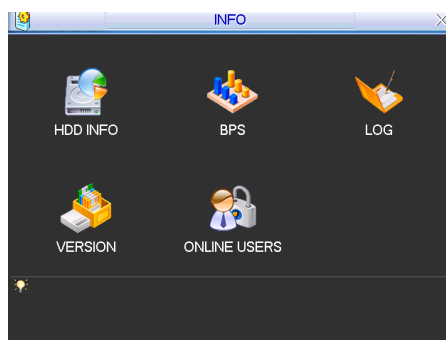 INFO
HDD INFO
BPS
LOG
VERSION
ONLINE USERS